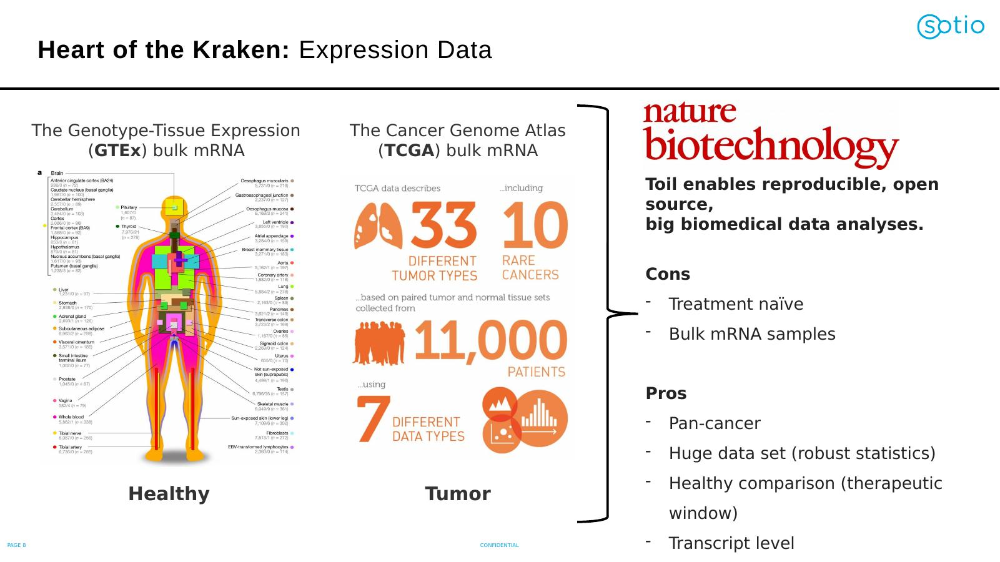 sotio
Heart of the Kraken: Expression Data
The Genotype-Tissue Expression
(GTEx) bulk mRNA
a
Brain
Anterior cingulate cortex (BA24)
938/0 (n = 72)
Caudate nucleus (basal ganglia)
1,967/0 (n = 100)
Cerebellar hemisphere
2,557/0 (n = 89)
Cerebellum
3,454/0 (n = 103)
Cortex
2,086/0 (n = 96)
Frontal cortex (BA9)
1,588/0 (n = 92)
Hippocampus
853/0 (n = 81)
Hypothalamus
879/0 (n = 81)
Nucleus accumbens (basal ganglia)
1,617/0 (n = 93)
Putamen (basal ganglia)
1,238/3 (n = 82)
Pituitary
1,607/0
(n = 87)
Thyroid
7,976/21
(n = 278)
Liver
1,231/0 (n = 97)
Stomach
2,938/0 (n = 170)
Adrenal gland
2,693/1 (n = 126)
Subcutaneous adipose
6,963/2 (n = 298)
Visceral omentum
3,571/0 (n = 185)
Small intestine
terminal ileum
1,002/0 (n = 77)
Prostate
1,045/0 (n = 87)
Vagina
582/4 (n = 79)
Whole blood
5,862/1 (n = 338)
Tibial nerve
8,087/0 (n = 256)
Tibial artery
6,736/0 (n = 285)
Oesophagus muscularis
5,731/0 (n = 218)
Gastroesophageal junction
2,237/0 (n = 127)
Oesophagus mucosa
6,169/3 (n = 241)
Left ventricle
3,855/0 (n = 190)
Atrial appendage
3,284/0 (n = 159)
Breast mammary tissue
3,271/0 (n = 183)
Aorta
5,162/1 (n = 197)
Coronary artery
1,882/0 (n = 118)
Lung
5,884/2 (n = 278)
Spleen
2,163/0 (n = 89)
Pancreas
3,621/2 (n = 149)
Transverse colon
3,723/2 (n = 169)
Ovaries
1,167/0 (n = 85)
Sigmoid colon
2,269/0 (n = 124)
Uterus
655/0 (n = 70)
Not sun-exposed
skin (suprapubic)
4,499/1 (n = 196)
Testis
6,796/35 (n = 157)
Skeletal muscle
6,049/9 (n = 361)
Sun-exposed skin (lower leg)
7,109/6 (n = 302)
Fibroblasts
7,513/1 (n = 272)
EBV-transformed lymphocytes
2,360/0 (n = 114)
Healthy
The Cancer Genome Atlas
(TCGA) bulk mRNA
TCGA data describes
...including
33
10
DIFFERENT
TUMOR TYPES
RARE
CANCERS
...based on paired tumor and normal tissue sets
collected from
11,000
PATIENTS
...using
7
DIFFERENT
DATA TYPES
Tumor
nature
biotechnology
Toil enables reproducible, open
source,
big biomedical data analyses.
Cons
- Treatment naïve
- Bulk mRNA samples
Pros
- Pan-cancer
- Huge data set (robust statistics)
- Healthy comparison (therapeutic
window)
- Transcript level
PAGE 8
CONFIDENTIAL